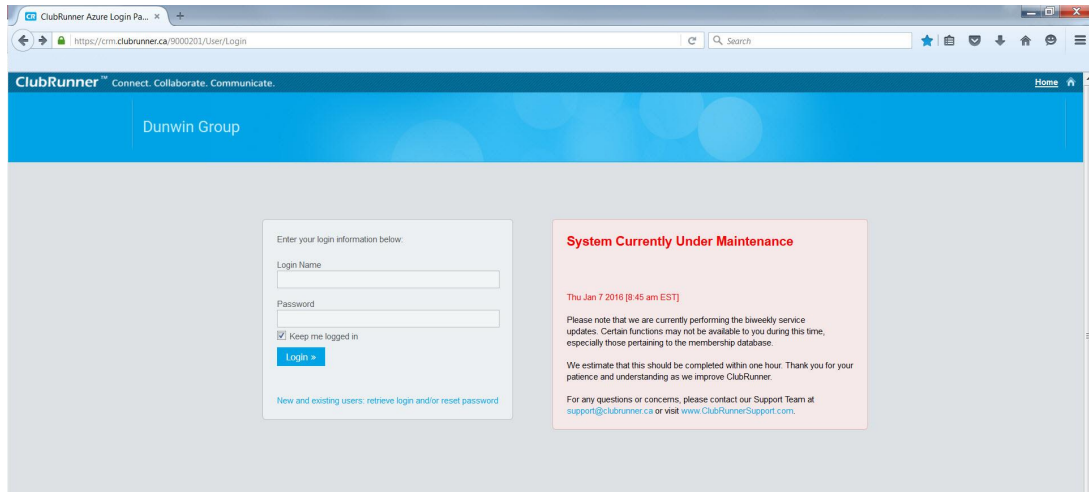 ClubRunner Azure Login Pa...
https://crm.clubrunner.ca/9000201/User/Login
Search
ClubRunner™ Connect. Collaborate. Communicate.
Home
Dunwin Group
Enter your login information below:
Login Name
Password
Keep me logged in
Login »
New and existing users: retrieve login and/or reset password
System Currently Under Maintenance
Thu Jan 7 2016 [8:45 am EST]
Please note that we are currently performing the biweekly service
updates. Certain functions may not be available to you during this time,
especially those pertaining to the membership database.
We estimate that this should be completed within one hour. Thank you for your
patience and understanding as we improve ClubRunner.
For any questions or concerns, please contact our Support Team at
support@clubrunner.ca or visit www.ClubRunnerSupport.com.